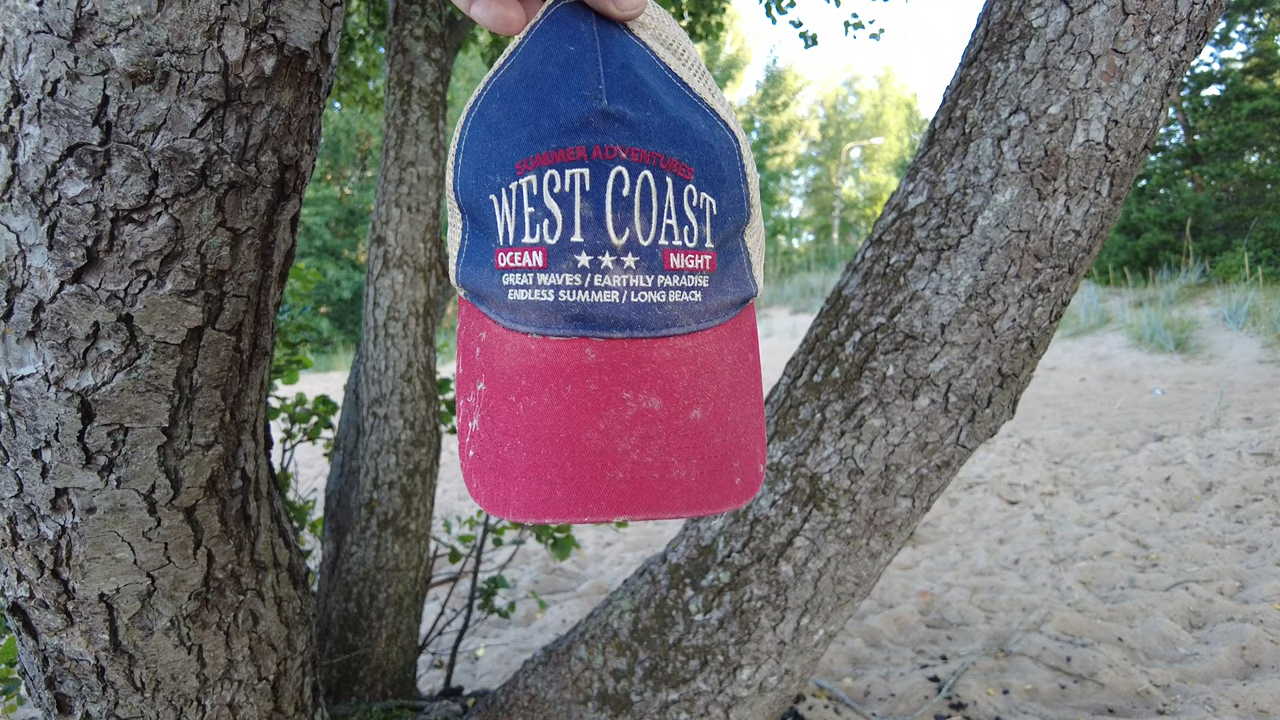 SUMMER ADVENTURES
WEST COAST
OCEAN ★★★ NIGHT
GREAT WAVES / EARTHLY PARADISE
ENDLESS SUMMER / LONG BEACH